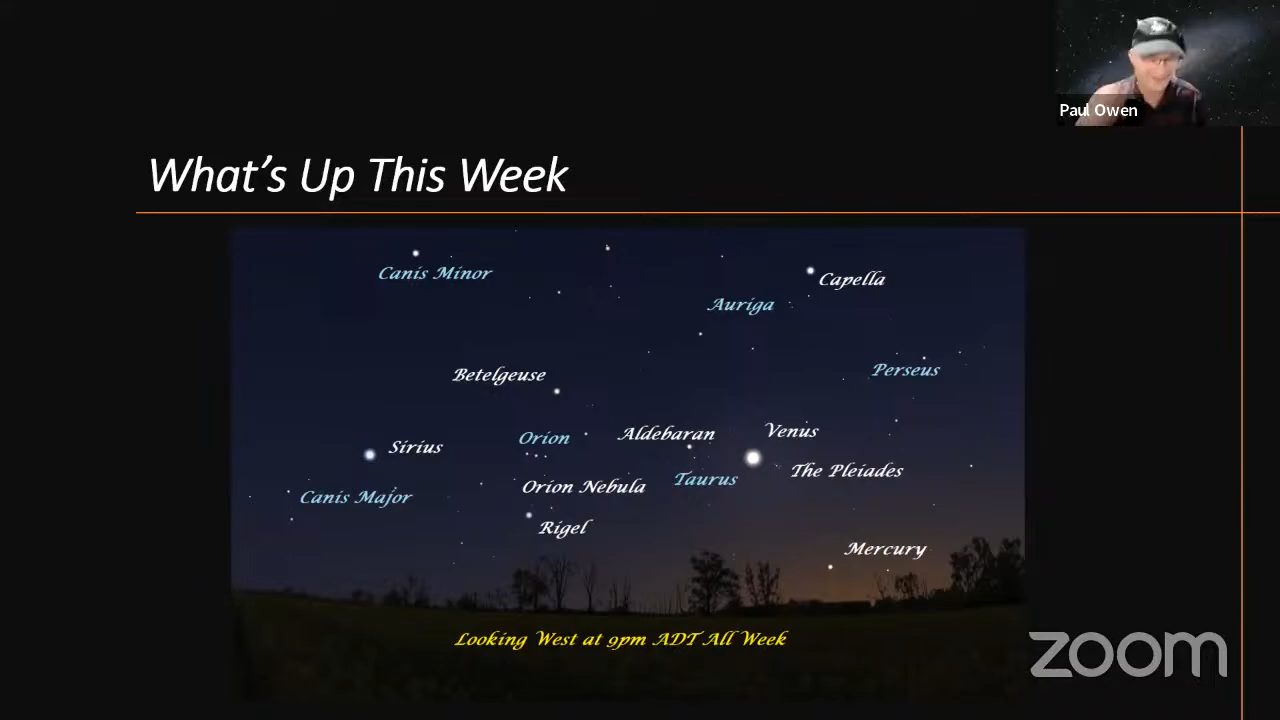 Paul Owen
What's Up This Week
Canis Minor
Capella
Auriga
Perseus
Betelgeuse
Sirius
Orion
Aldebaran
Venus
The Pleiades
Taurus
Canis Major
Orion Nebula
Rigel
Mercury
Looking West at 9pm ADT All Week
zoom